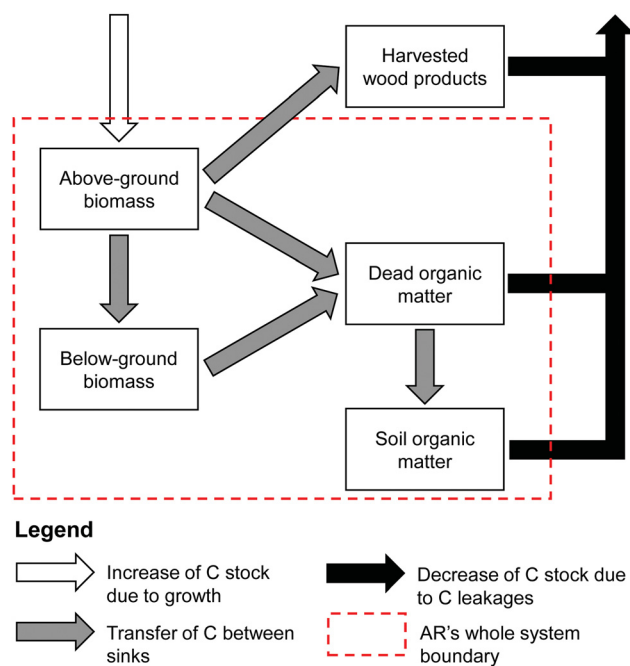 Harvested
wood products
Above-ground
biomass
Dead organic
matter
Below-ground
biomass
Soil organic
matter
Legend
Increase of C stock
due to growth
Decrease of C stock due
to C leakages
Transfer of C between
sinks
AR's whole system
boundary